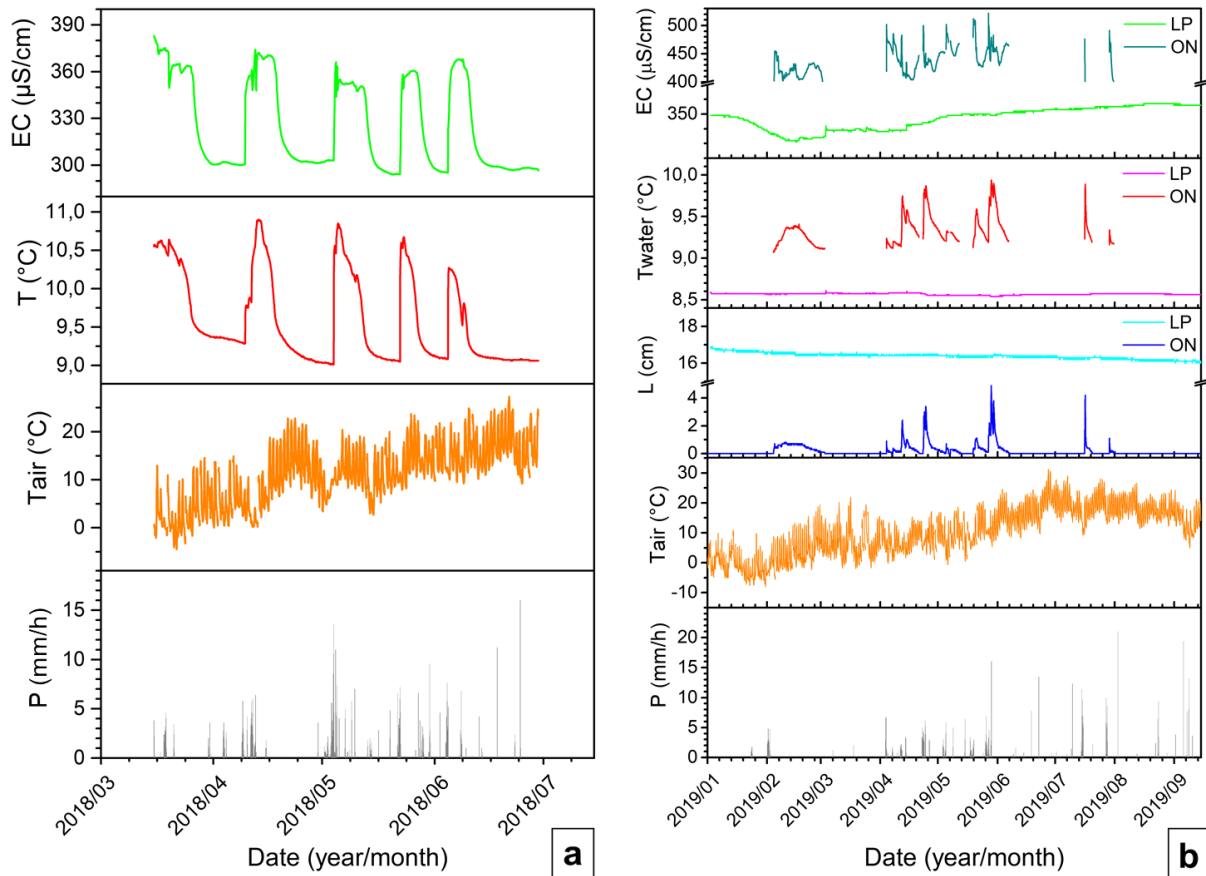 390
360
330
300
EC (µS/cm)
11,0
10,5
10,0
9,5
9,0
T (°C)
20
10
0
Tair (°C)
15
10
5
0
P (mm/h)
2018/03
2018/04
2018/05
2018/06
2018/07
Date (year/month)
a
500
450
400
350
EC (µS/cm)
LP
ON
10,0
9,5
9,0
8,5
Twater (°C)
LP
ON
18
16
4
2
0
L (cm)
LP
ON
30
20
10
0
-10
Tair (°C)
20
15
10
5
0
P (mm/h)
2019/01
2019/02
2019/03
2019/04
2019/05
2019/06
2019/07
2019/08
2019/09
Date (year/month)
b